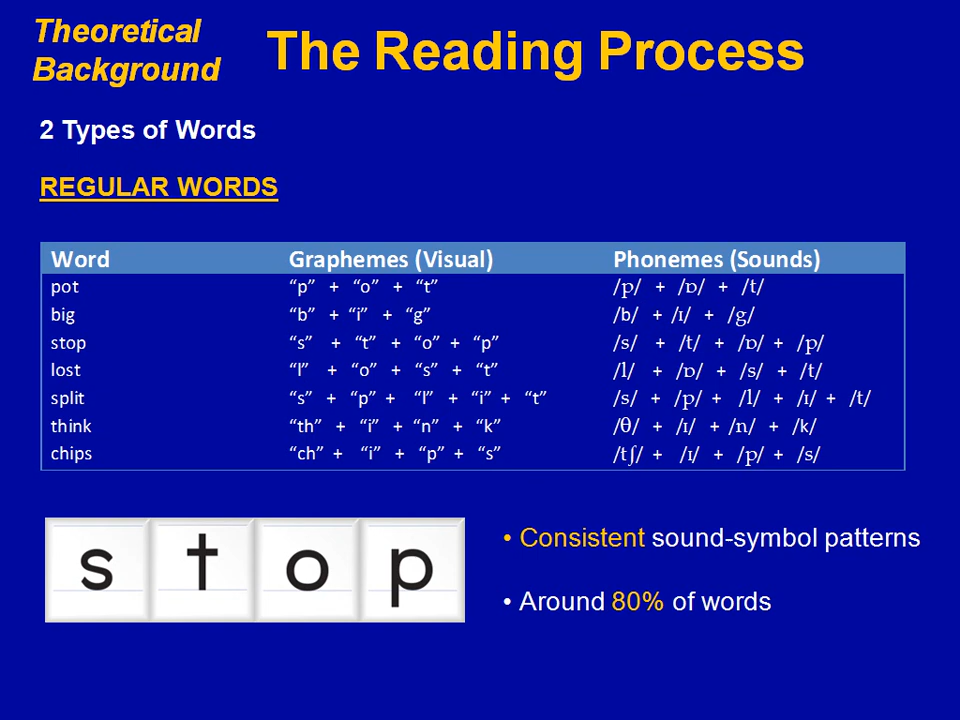 Theoretical
Background
The Reading Process
2 Types of Words
REGULAR WORDS
Word Graphemes (Visual) Phonemes (Sounds)
pot “p” + “o” + “t” /p/ + /ɒ/ + /t/
big “b” + “i” + “g” /b/ + /ɪ/ + /g/
stop “s” + “t” + “o” + “p” /s/ + /t/ + /ɒ/ + /p/
lost “l” + “o” + “s” + “t” /l/ + /ɒ/ + /s/ + /t/
split “s” + “p” + “l” + “i” + “t” /s/ + /p/ + /l/ + /ɪ/ + /t/
think “th” + “i” + “n” + “k” /θ/ + /ɪ/ + /n/ + /k/
chips “ch” + “i” + “p” + “s” /tʃ/ + /ɪ/ + /p/ + /s/
s t o p
• Consistent sound-symbol patterns
• Around 80% of words